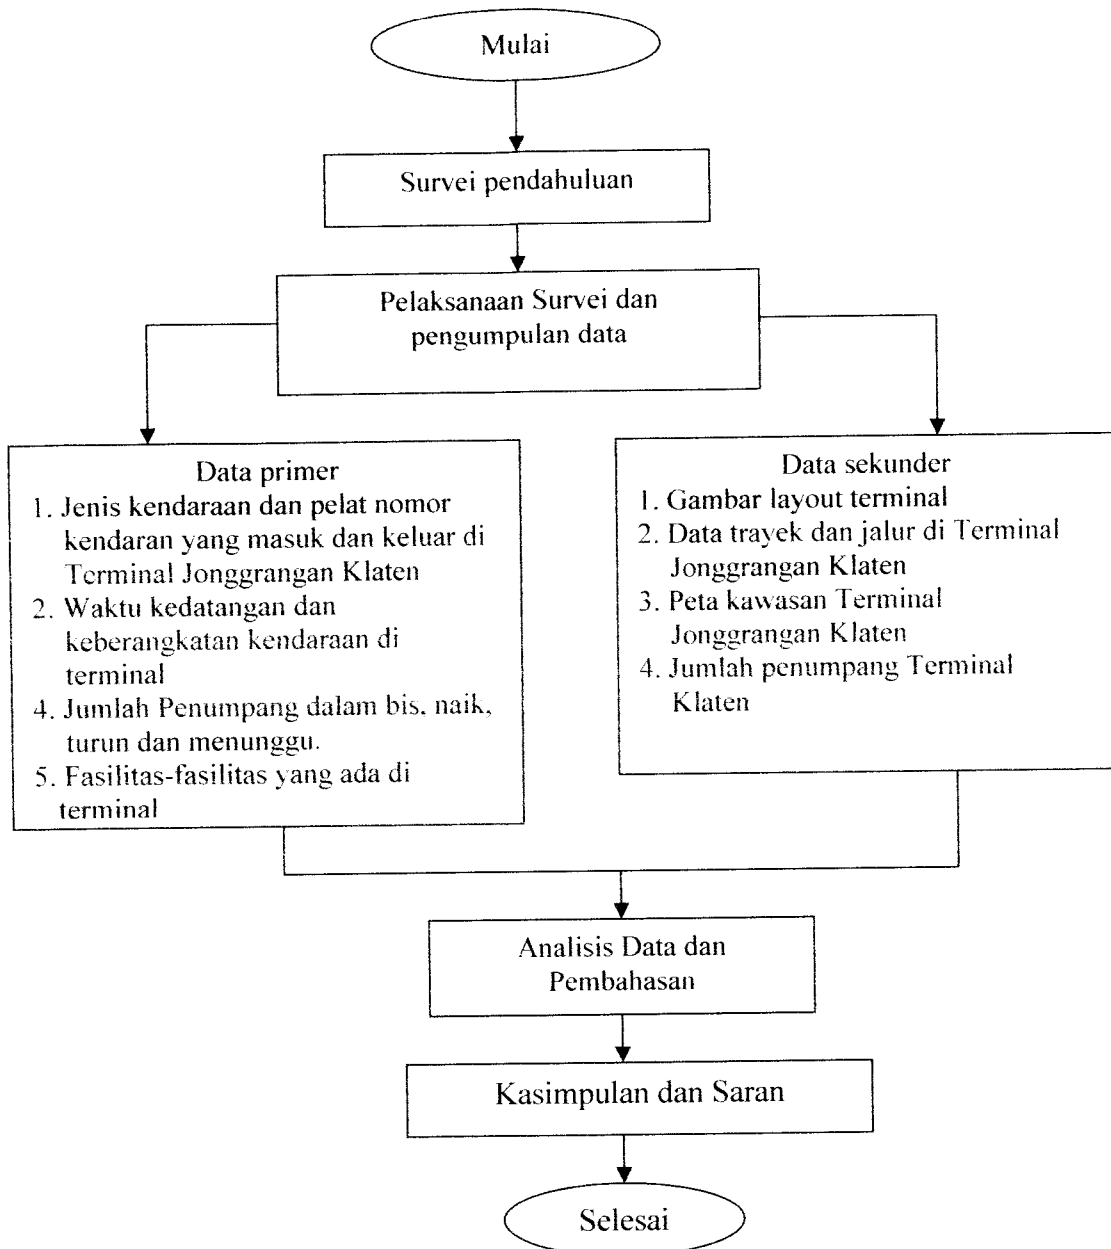 Mulai
Survei pendahuluan
Pelaksanaan Survei dan
pengumpulan data
Data primer
1. Jenis kendaraan dan pelat nomor
kendaran yang masuk dan keluar di
Terminal Jonggrangan Klaten
2. Waktu kedatangan dan
keberangkatan kendaraan di
terminal
4. Jumlah Penumpang dalam bis, naik,
turun dan menunggu.
5. Fasilitas-fasilitas yang ada di
terminal
Data sekunder
1. Gambar layout terminal
2. Data trayek dan jalur di Terminal
Jonggrangan Klaten
3. Peta kawasan Terminal
Jonggrangan Klaten
4. Jumlah penumpang Terminal
Klaten
Analisis Data dan
Pembahasan
Kasimpulan dan Saran
Selesai